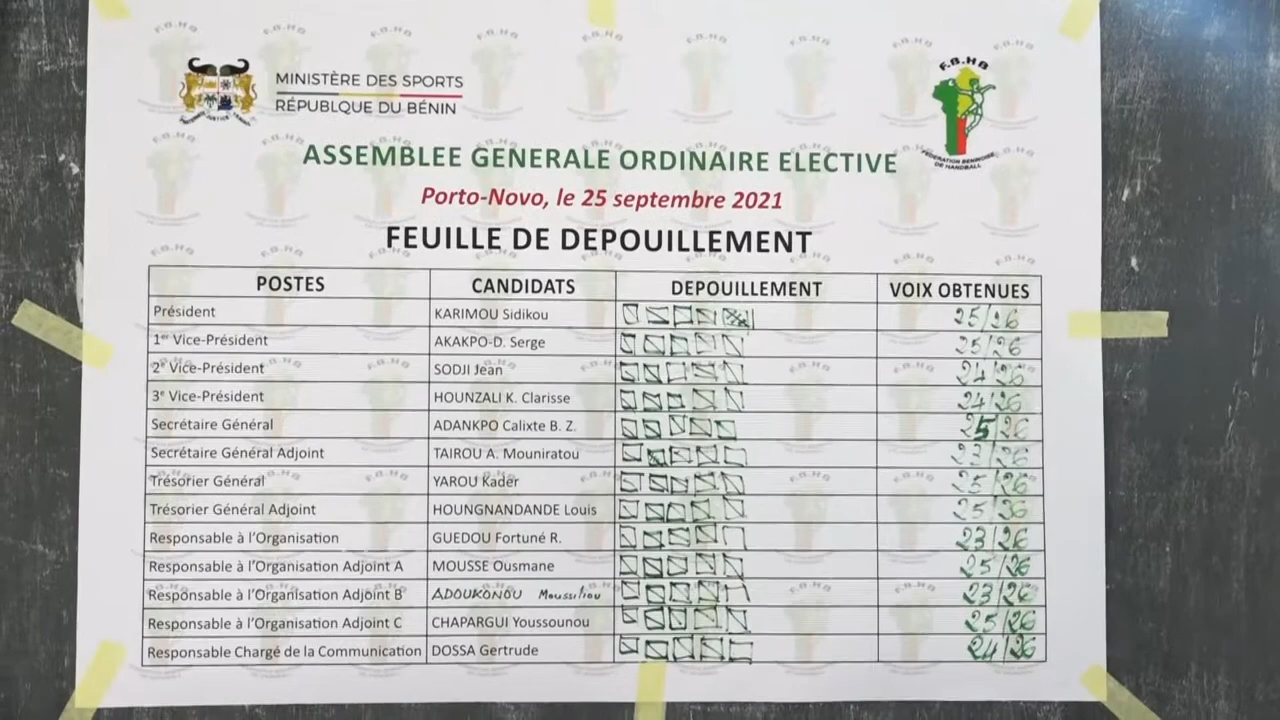 MINISTÈRE DES SPORTS
RÉPUBLIQUE DU BÉNIN
F.B.HB
FEDERATION BENINOISE
DE HANDBALL
ASSEMBLEE GENERALE ORDINAIRE ELECTIVE
Porto-Novo, le 25 septembre 2021
FEUILLE DE DEPOUILLEMENT
POSTES CANDIDATS DEPOUILLEMENT VOIX OBTENUES
Président KARIMOU Sidikou 25/26
1er Vice-Président AKAKPO-D. Serge 25/26
2e Vice-Président SODJI Jean 24/26
3e Vice-Président HOUNZALI K. Clarisse 24/26
Secrétaire Général ADANKPO Calixte B. Z. 25/26
Secrétaire Général Adjoint TAIROU A. Mouniratou 23/26
Trésorier Général YAROU Kader 25/26
Trésorier Général Adjoint HOUNGNANDANDE Louis 25/26
Responsable à l'Organisation GUEDOU Fortuné R. 23/26
Responsable à l'Organisation Adjoint A MOUSSE Ousmane 25/26
Responsable à l'Organisation Adjoint B ADOUKONOU Moussiliou 23/26
Responsable à l'Organisation Adjoint C CHAPARGUI Youssounou 25/26
Responsable Chargé de la Communication DOSSA Gertrude 24/26